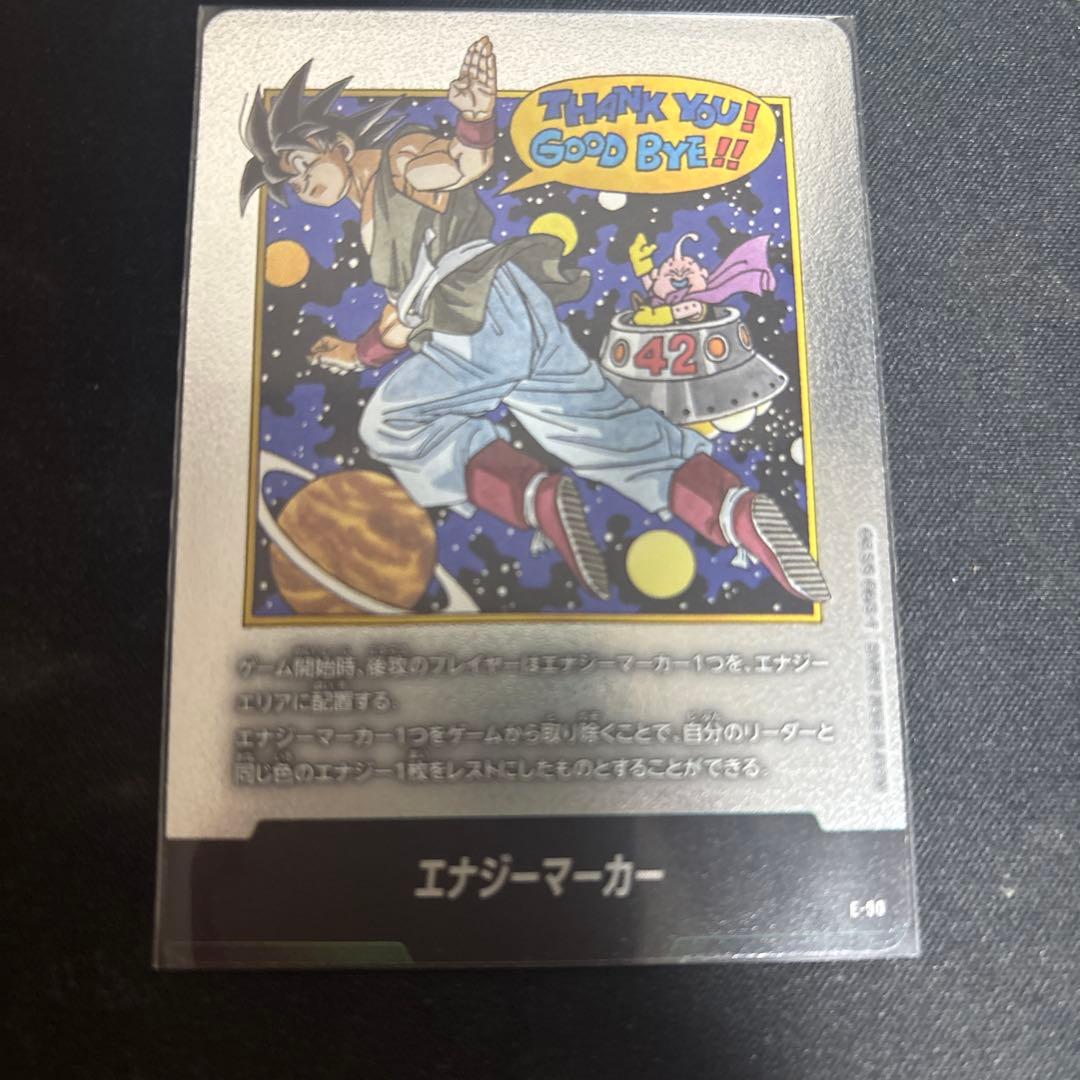 THANK YOU!
GOOD BYE!!
42
ゲーム開始時、後攻のプレイヤーはエナジーマーカー1つを、エナジー
エリアに配置する。
エナジーマーカー1つをゲームから取り除くことで、自分のリーダーと
同じ色のエナジー1枚をレストにしたものとすることができる。
エナジーマーカー
E-90